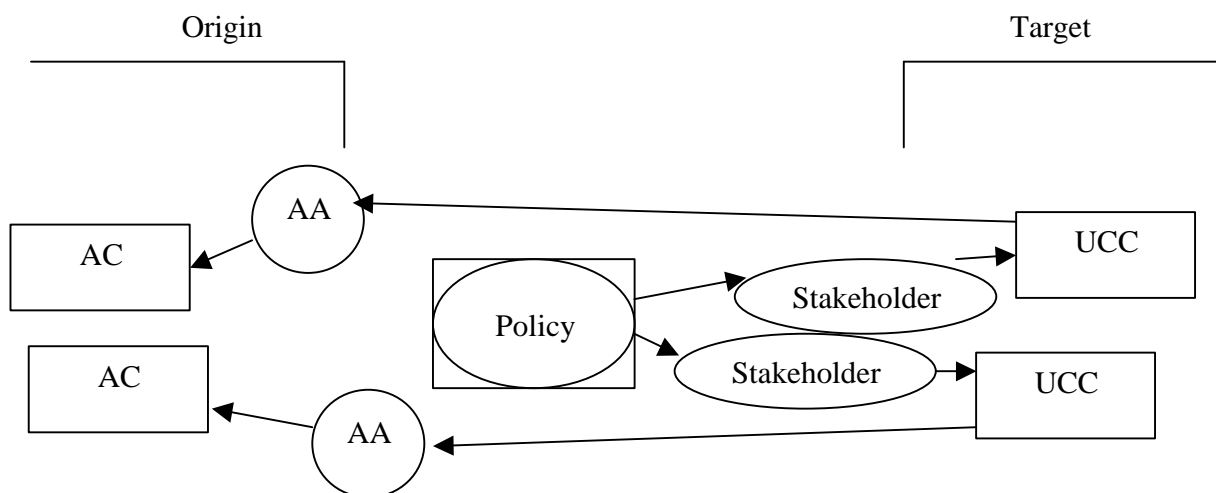 Origin
Target
AA
UCC
AC
Stakeholder
Policy
Stakeholder
AC
UCC
AA